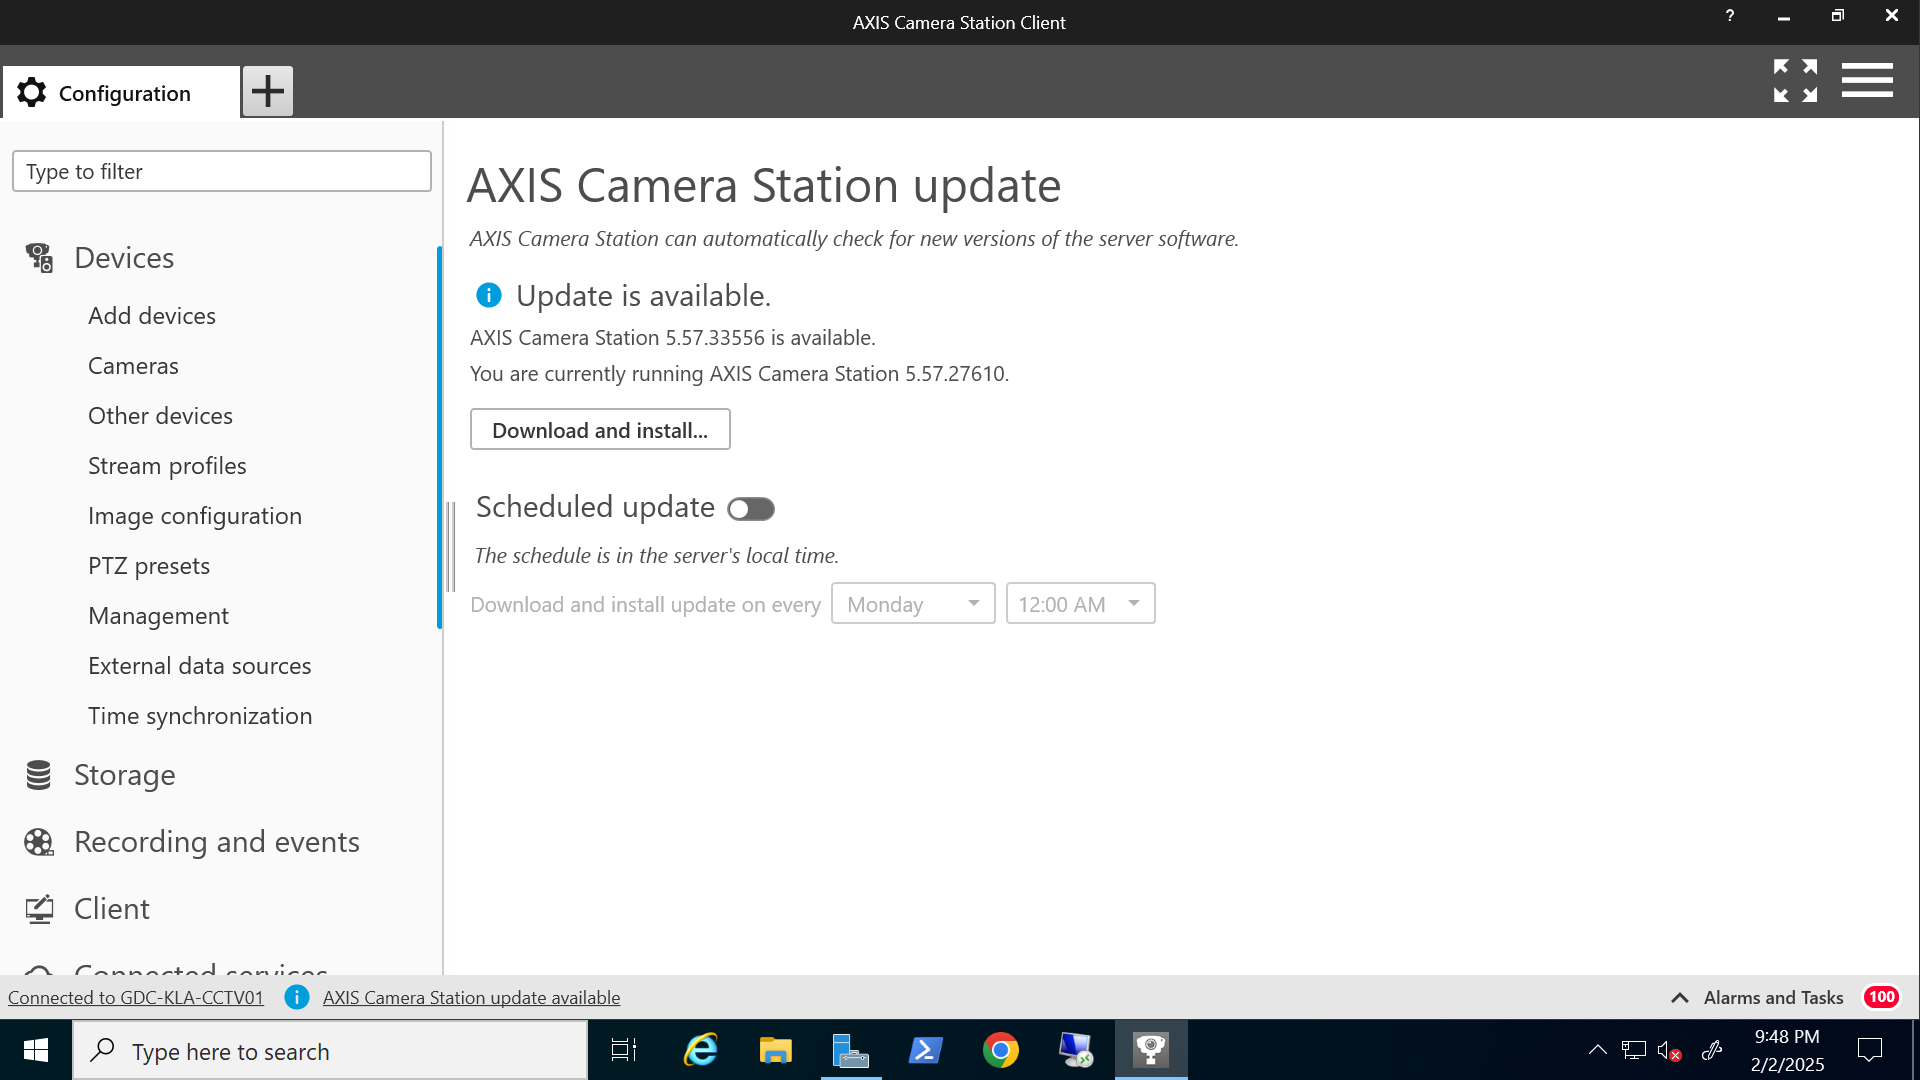 AXIS Camera Station Client
?
Configuration
Type to filter
Devices
Add devices
Cameras
Other devices
Stream profiles
Image configuration
PTZ presets
Management
External data sources
Time synchronization
Storage
Recording and events
Client
Connected services
AXIS Camera Station update
AXIS Camera Station can automatically check for new versions of the server software.
Update is available.
AXIS Camera Station 5.57.33556 is available.
You are currently running AXIS Camera Station 5.57.27610.
Download and install...
Scheduled update
The schedule is in the server's local time.
Download and install update on every Monday 12:00 AM
Connected to GDC-KLA-CCTV01 AXIS Camera Station update available Alarms and Tasks 100
Type here to search
9:48 PM
2/2/2025